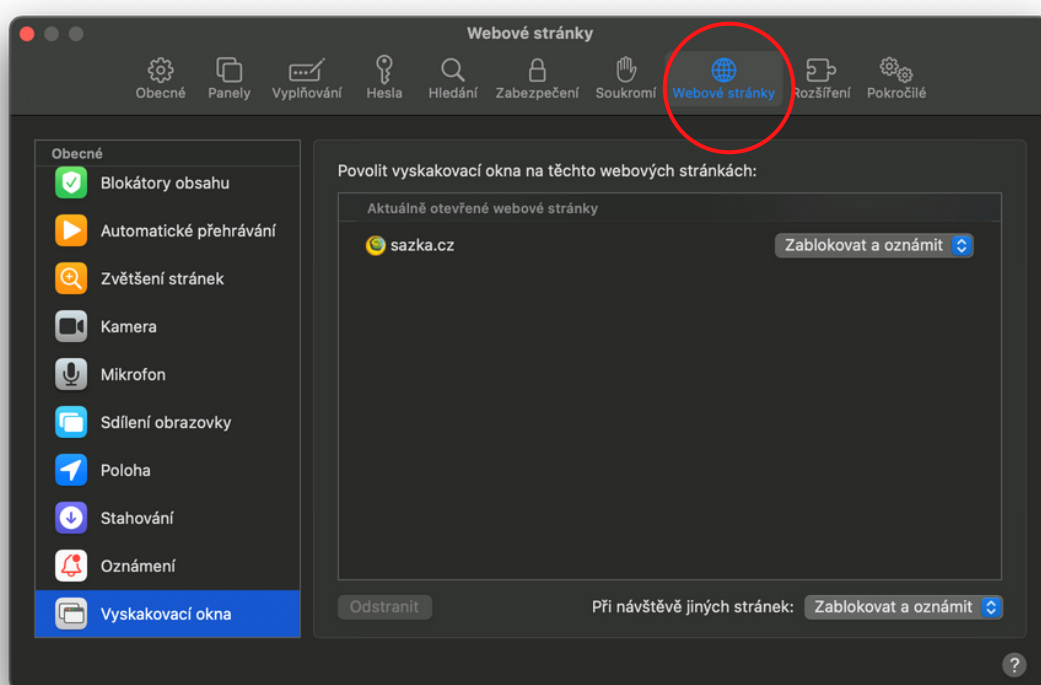 Webové stránky
Obecné Panely Vyplňování Hesla Hledání Zabezpečení Soukromí Webové stránky Rozšíření Pokročilé
Obecné
Blokátory obsahu
Automatické přehrávání
Zvětšení stránek
Kamera
Mikrofon
Sdílení obrazovky
Poloha
Stahování
Oznámení
Vyskakovací okna
Povolit vyskakovací okna na těchto webových stránkách:
Aktuálně otevřené webové stránky
sazka.cz Zablokovat a oznámit
Odstranit Při návštěvě jiných stránek: Zablokovat a oznámit
?